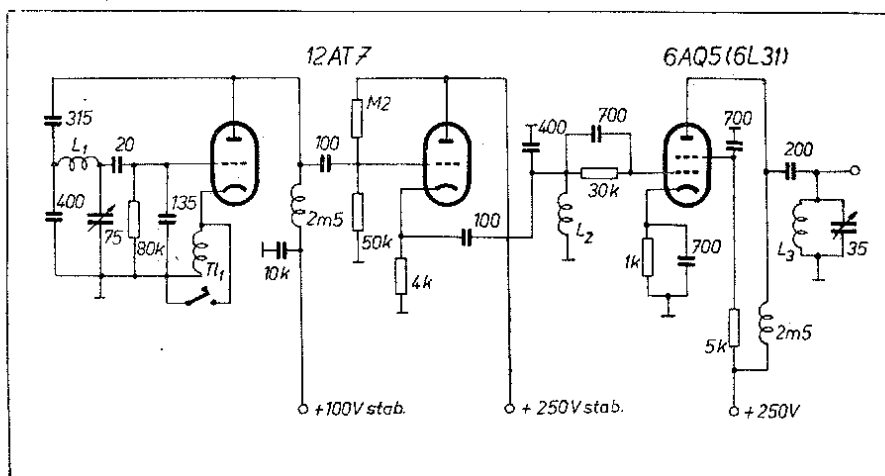 12AT7
6AQ5(6L31)
315
L1
20
400
75
80k
135
Tl1
2m5
10k
100
M2
50k
4k
100
400
700
30k
L2
1k
700
700
200
L3
35
5k
2m5
+100V stab.
+250V stab.
+250V